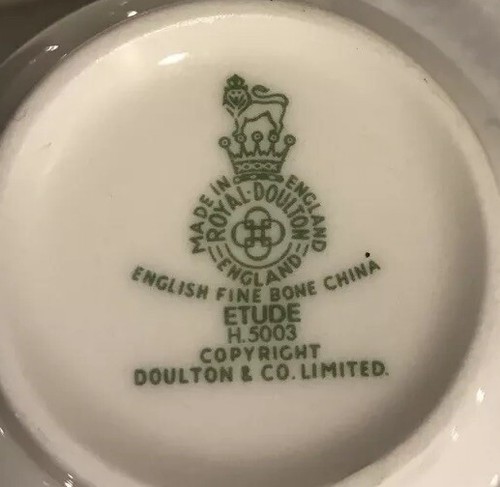 MADE IN ENGLAND
ROYAL·DOULTON
ENGLAND
ENGLISH FINE BONE CHINA
ETUDE
H.5003
COPYRIGHT
DOULTON & CO. LIMITED.